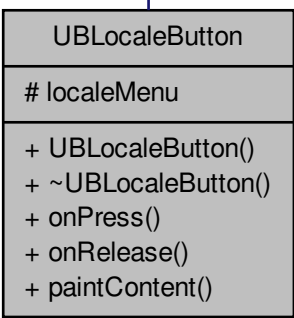 UBLocaleButton
# localeMenu
+ UBLocaleButton()
+ ~UBLocaleButton()
+ onPress()
+ onRelease()
+ paintContent()